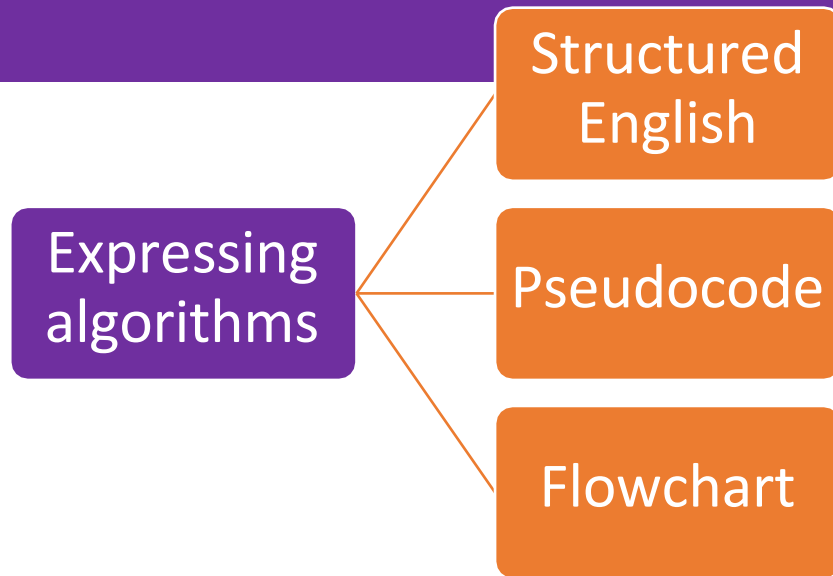 Expressing
algorithms
Structured
English
Pseudocode
Flowchart